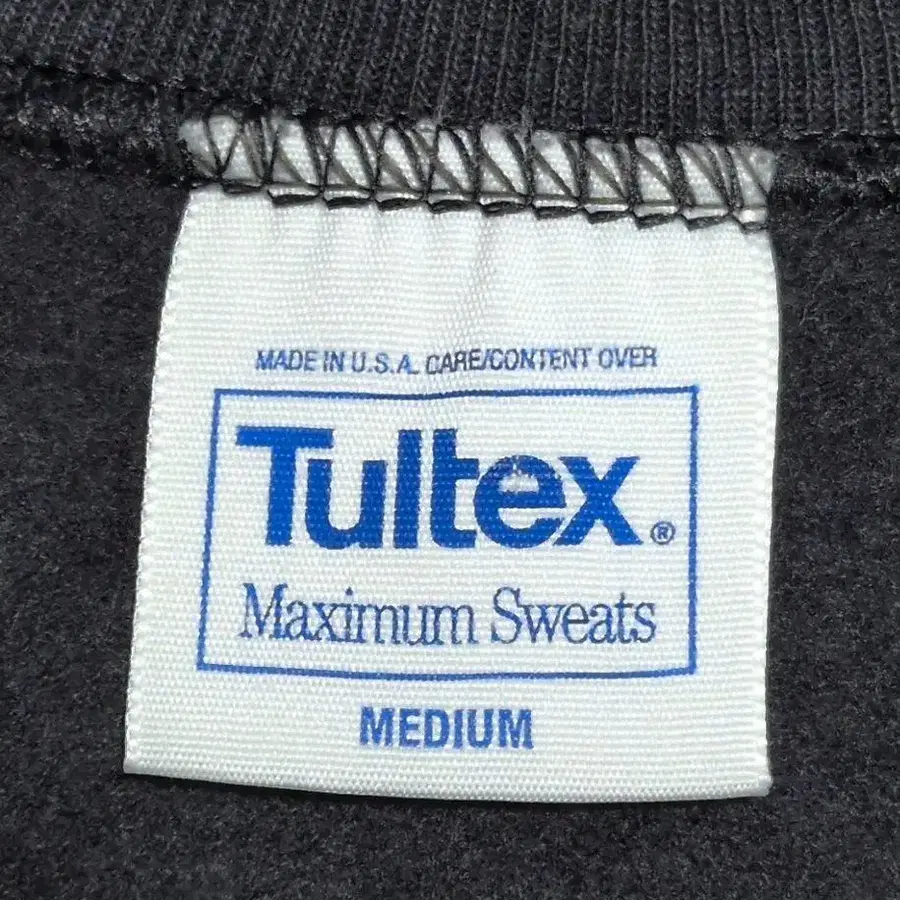 MADE IN U.S.A. CARE/CONTENT OVER
Tultex®
Maximum Sweats
MEDIUM